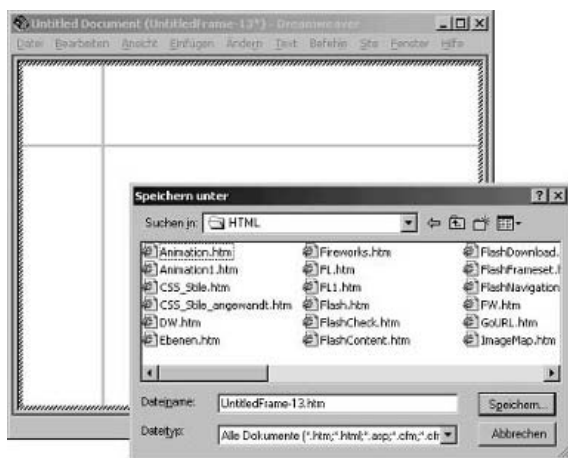 Untitled Document (UntitledFrame-13*) - Dreamweaver
Datei Bearbeiten Ansicht Einfügen Ändern Text Befehle Site Fenster Hilfe
Speichern unter
Suchen in: HTML
Animation.htm Fireworks.htm FlashDownload.
Animation1.htm FL.htm FlashFrameset.h
CSS_Stile.htm FL1.htm FlashNavigation
CSS_Stile_angewandt.htm Flash.htm FW.htm
DW.htm FlashCheck.htm GoURL.htm
Ebenen.htm FlashContent.htm ImageMap.htm
Dateiname: UntitledFrame-13.htm Speichern...
Dateityp: Alle Dokumente (*.htm;*.html;*.asp;*.cfm;*.cfr Abbrechen